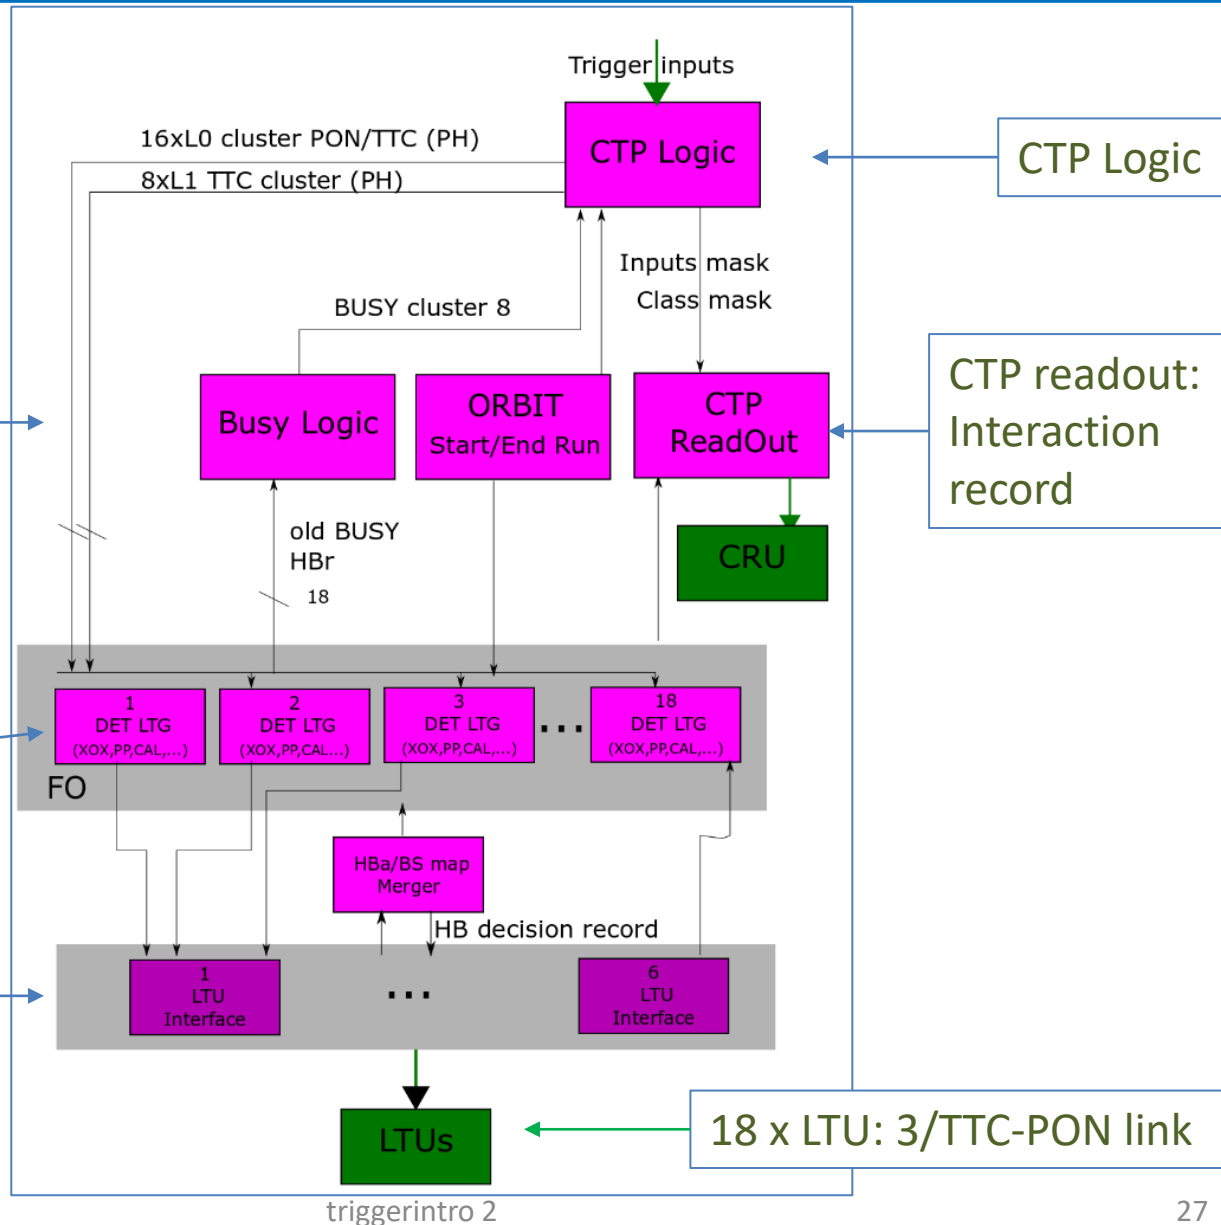 Trigger inputs
16xL0 cluster PON/TTC (PH)
CTP Logic
CTP Logic
8xL1 TTC cluster (PH)
Inputs mask
Class mask
BUSY cluster 8
CTP readout:
Interaction
record
Busy Logic
ORBIT
Start/End Run
CTP
ReadOut
old BUSY
HBr
18
CRU
1
DET LTG
(XOX,PP,CAL,...)
2
DET LTG
(XOX,PP,CAL...)
3
DET LTG
(XOX,PP,CAL,...)
...
18
DET LTG
(XOX,PP,CAL,...)
FO
HBa/BS map
Merger
HB decision record
1
LTU
Interface
...
6
LTU
Interface
LTUs
18 x LTU: 3/TTC-PON link
triggerintro 2
27